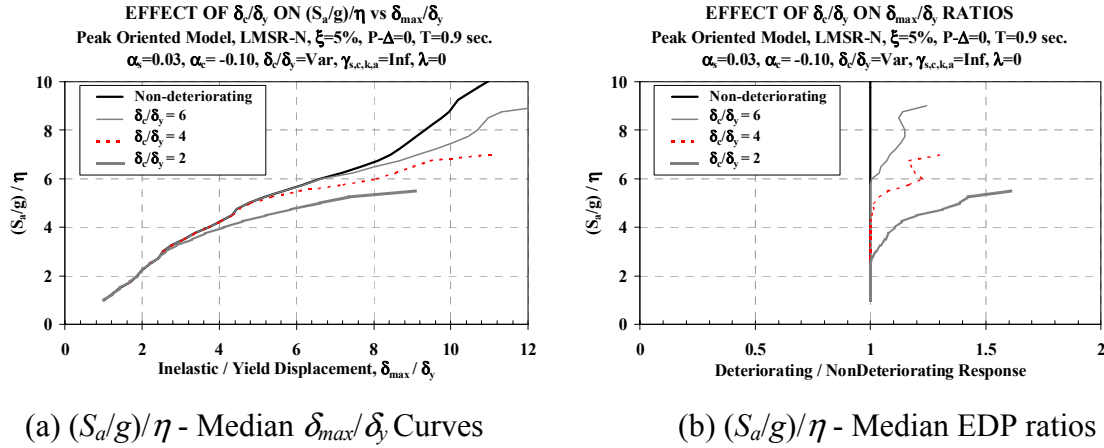 EFFECT OF δc/δy ON (Sa/g)/η vs δmax/δy
Peak Oriented Model, LMSR-N, ξ=5%, P-Δ=0, T=0.9 sec.
αs=0.03, αc= -0.10, δc/δy=Var, γs,c,k,a=Inf, λ=0
10
8
6
4
2
0
(Sa/g) / η
Non-deteriorating
δc/δy = 6
δc/δy = 4
δc/δy = 2
0 2 4 6 8 10 12
Inelastic / Yield Displacement, δmax / δy
(a) (Sa/g)/η - Median δmax/δy Curves
EFFECT OF δc/δy ON δmax/δy RATIOS
Peak Oriented Model, LMSR-N, ξ=5%, P-Δ=0, T=0.9 sec.
αs=0.03, αc= -0.10, δc/δy=Var, γs,c,k,a=Inf, λ=0
10
8
6
4
2
0
(Sa/g) / η
Non-deteriorating
δc/δy = 6
δc/δy = 4
δc/δy = 2
0 0.5 1 1.5 2
Deteriorating / NonDeteriorating Response
(b) (Sa/g)/η - Median EDP ratios